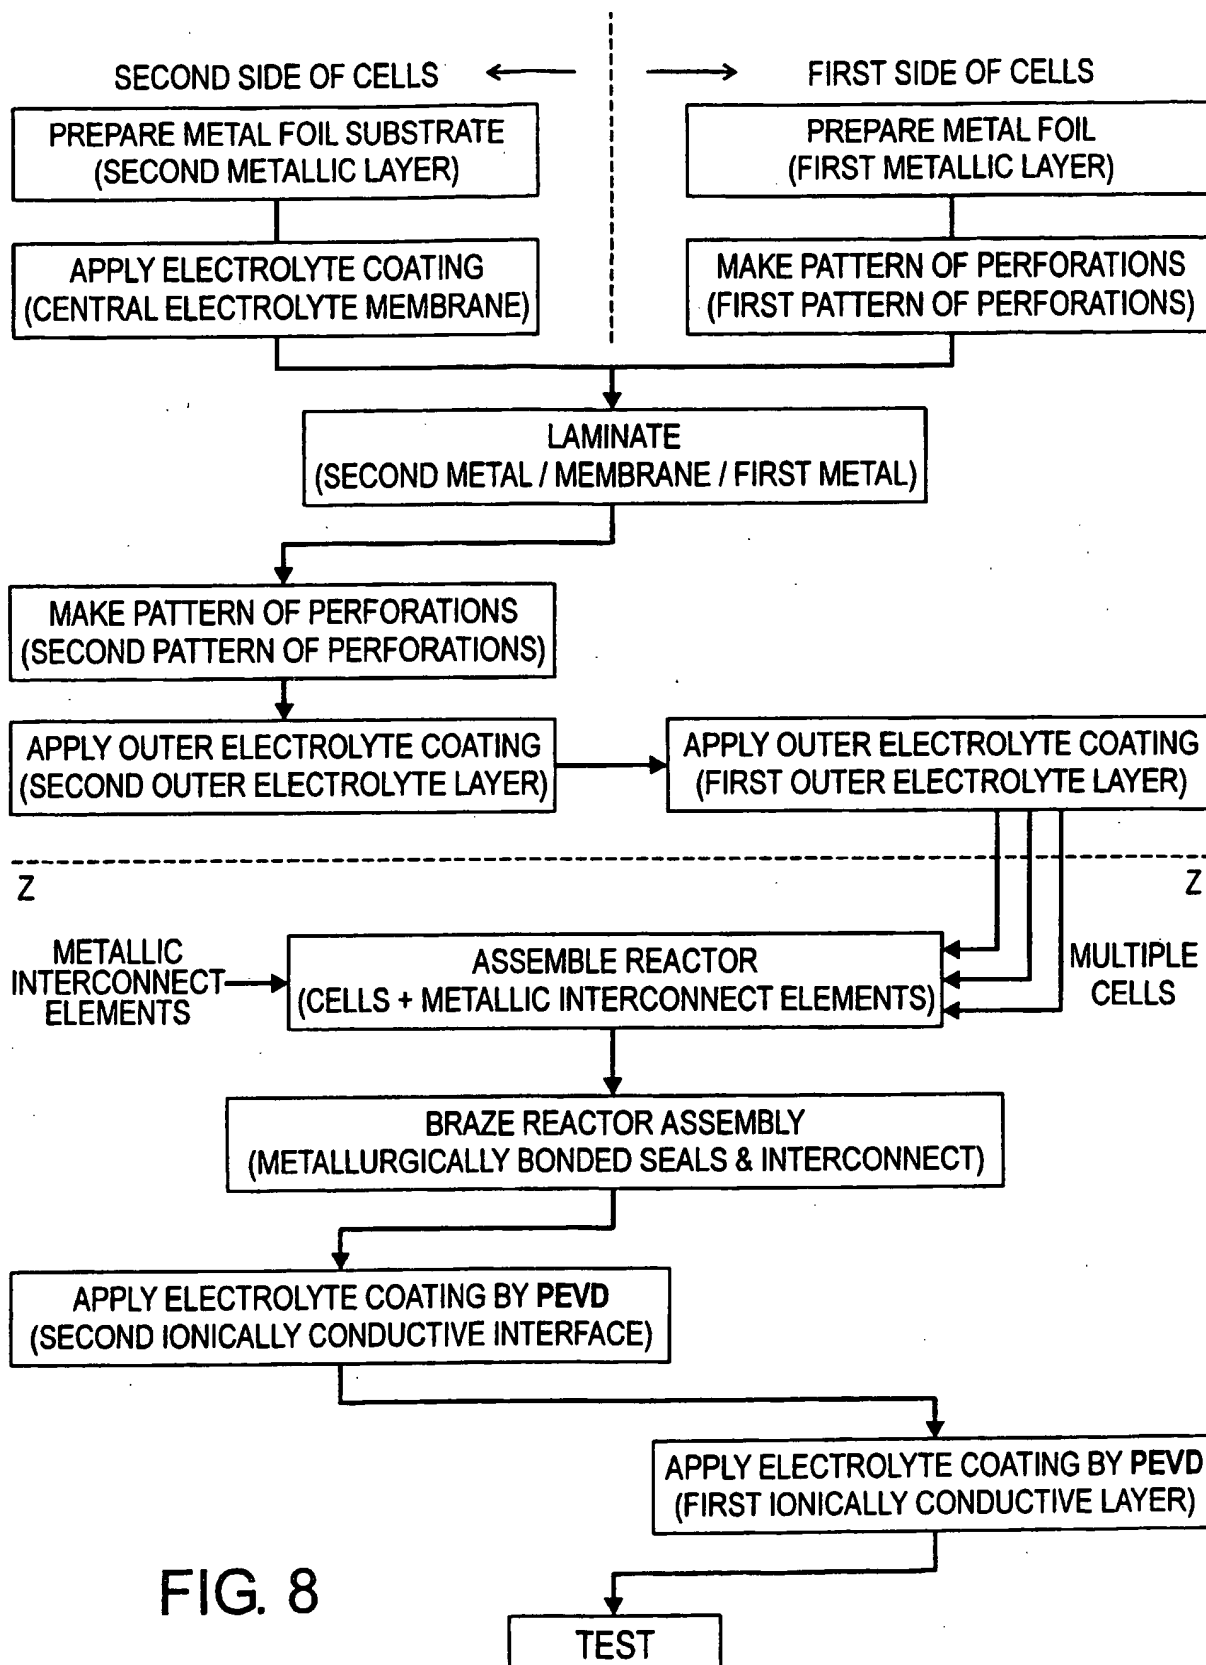 SECOND SIDE OF CELLS
FIRST SIDE OF CELLS
PREPARE METAL FOIL SUBSTRATE
(SECOND METALLIC LAYER)
PREPARE METAL FOIL
(FIRST METALLIC LAYER)
APPLY ELECTROLYTE COATING
(CENTRAL ELECTROLYTE MEMBRANE)
MAKE PATTERN OF PERFORATIONS
(FIRST PATTERN OF PERFORATIONS)
LAMINATE
(SECOND METAL / MEMBRANE / FIRST METAL)
MAKE PATTERN OF PERFORATIONS
(SECOND PATTERN OF PERFORATIONS)
APPLY OUTER ELECTROLYTE COATING
(SECOND OUTER ELECTROLYTE LAYER)
APPLY OUTER ELECTROLYTE COATING
(FIRST OUTER ELECTROLYTE LAYER)
Z
Z
METALLIC
INTERCONNECT
ELEMENTS
ASSEMBLE REACTOR
(CELLS + METALLIC INTERCONNECT ELEMENTS)
MULTIPLE
CELLS
BRAZE REACTOR ASSEMBLY
(METALLURGICALLY BONDED SEALS & INTERCONNECT)
APPLY ELECTROLYTE COATING BY PEVD
(SECOND IONICALLY CONDUCTIVE INTERFACE)
APPLY ELECTROLYTE COATING BY PEVD
(FIRST IONICALLY CONDUCTIVE LAYER)
FIG. 8
TEST